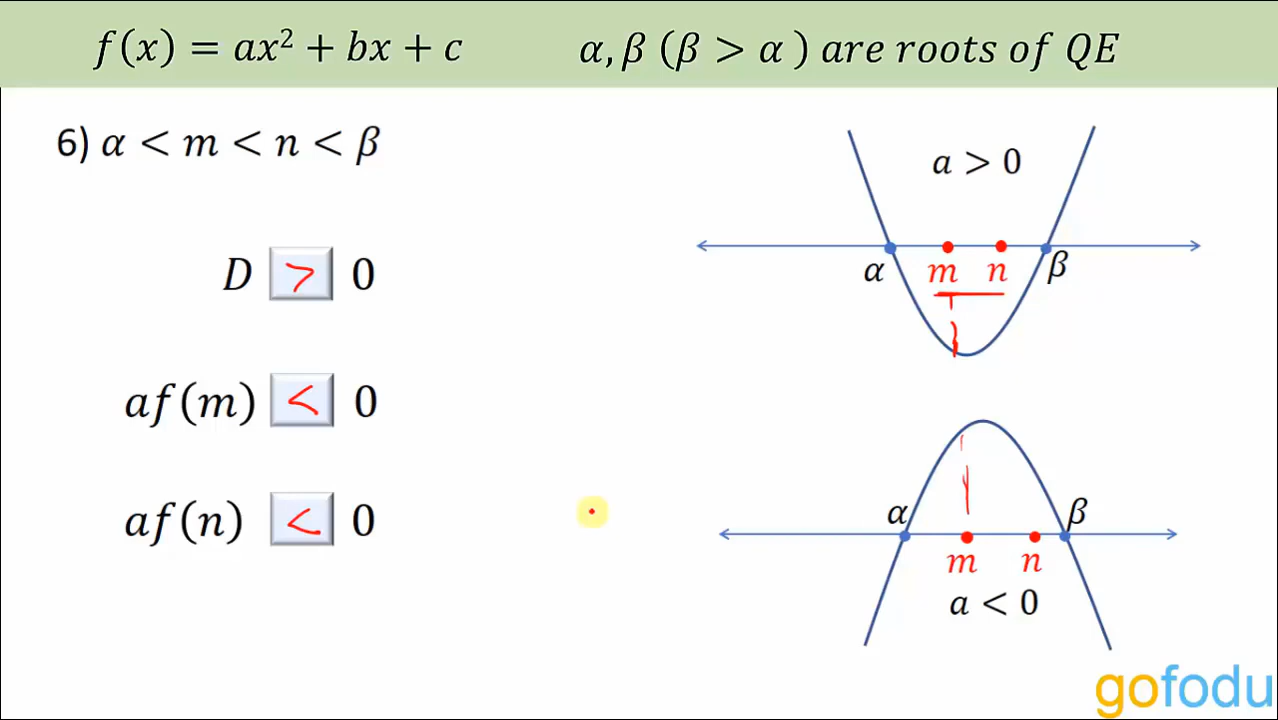 f(x) = ax² + bx + c
α, β (β > α ) are roots of QE
6) α < m < n < β
D > 0
af(m) < 0
af(n) < 0
a > 0
α m n β
α β
m n
a < 0
gofodu